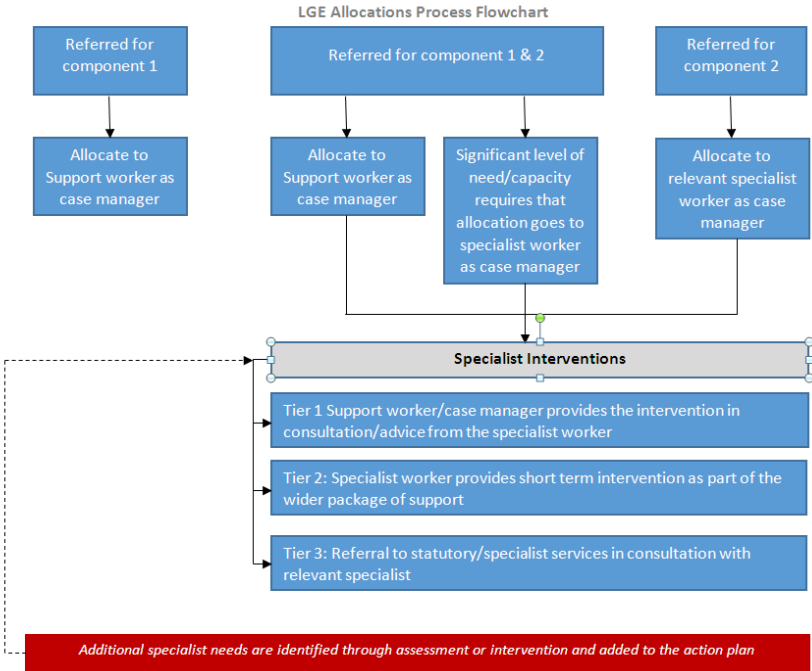 LGE Allocations Process Flowchart
Referred for
component 1
Referred for component 1 & 2
Referred for
component 2
Allocate to
Support worker as
case manager
Allocate to
Support worker as
case manager
Significant level of
need/capacity
requires that
allocation goes to
specialist worker
as case manager
Allocate to
relevant specialist
worker as case
manager
Specialist Interventions
Tier 1 Support worker/case manager provides the intervention in
consultation/advice from the specialist worker
Tier 2: Specialist worker provides short term intervention as part of the
wider package of support
Tier 3: Referral to statutory/specialist services in consultation with
relevant specialist
Additional specialist needs are identified through assessment or intervention and added to the action plan